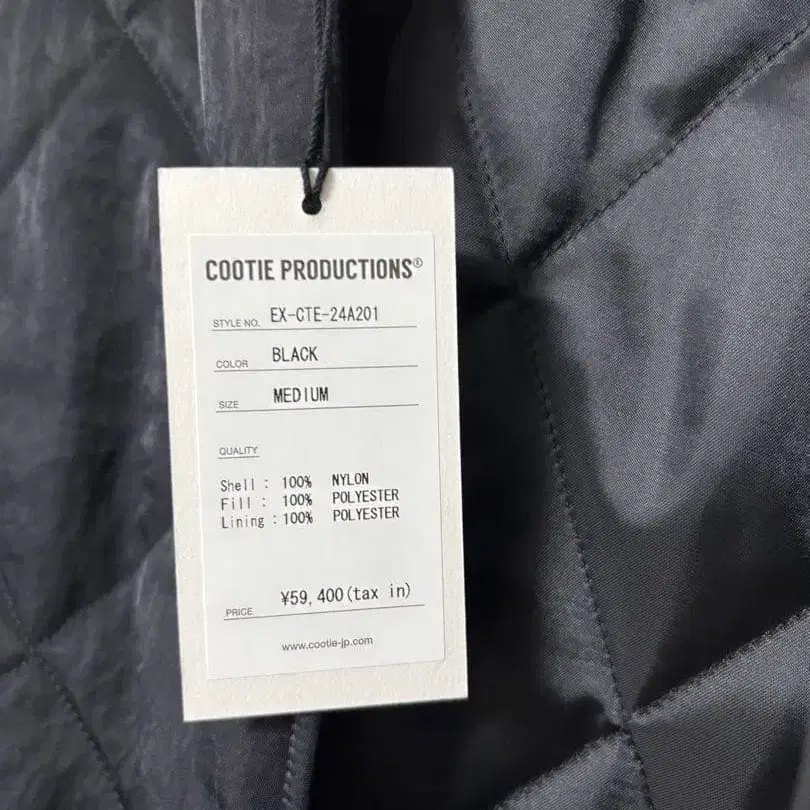 COOTIE PRODUCTIONS®
STYLE NO. EX-CTE-24A201
COLOR BLACK
SIZE MEDIUM
QUALITY
Shell : 100% NYLON
Fill : 100% POLYESTER
Lining : 100% POLYESTER
PRICE ¥59,400(tax in)
www.cootie-jp.com